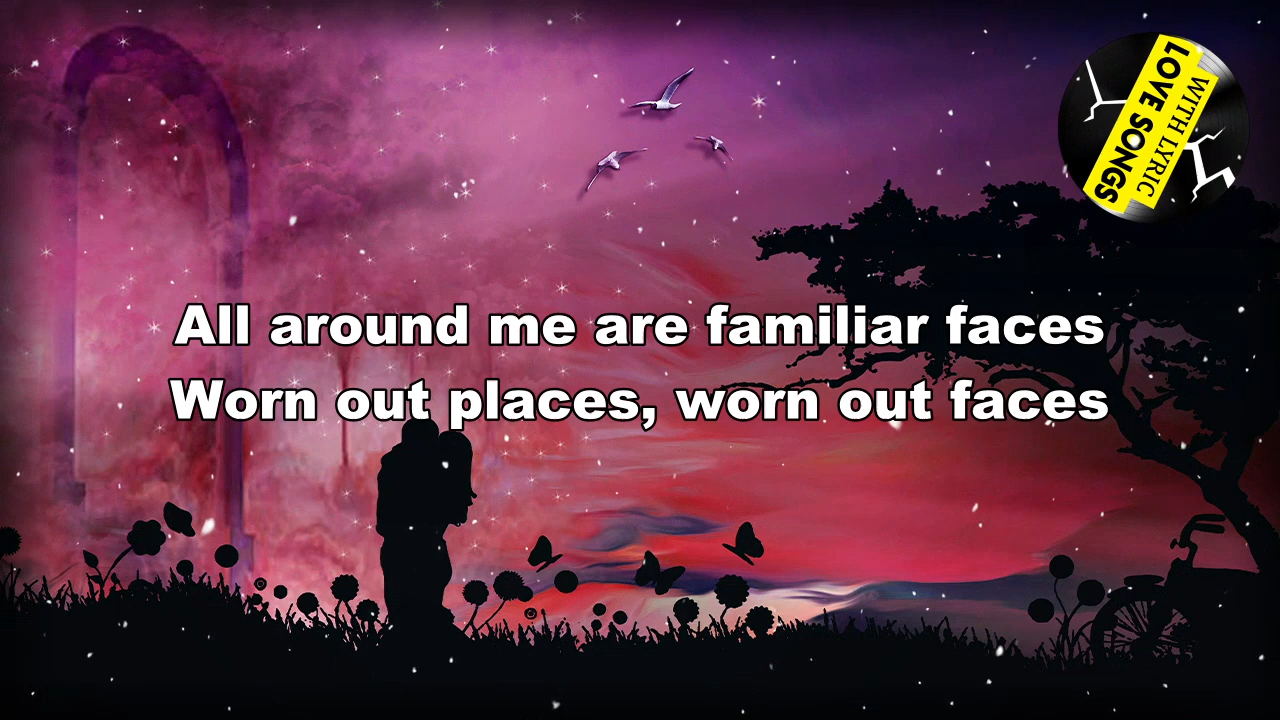 All around me are familiar faces
Worn out places, worn out faces
LOVE SONGS
WITH LYRIC